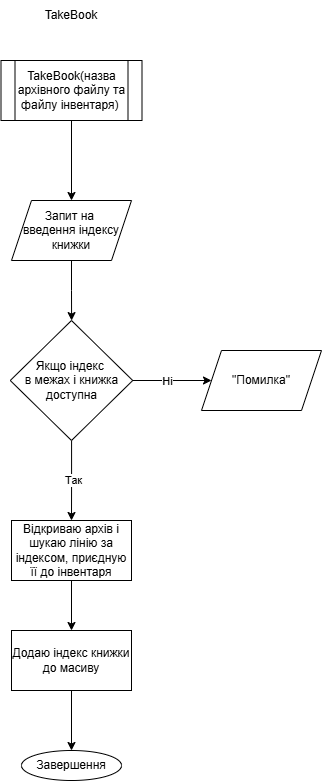 TakeBook
TakeBook(назва
архівного файлу та
файлу інвентаря)
Запит на
введення індексу
книжки
Якщо індекс
в межах і книжка
доступна
Ні
"Помилка"
Так
Відкриваю архів і
шукаю лінію за
індексом, приєдную
її до інвентаря
Додаю індекс книжки
до масиву
Завершення